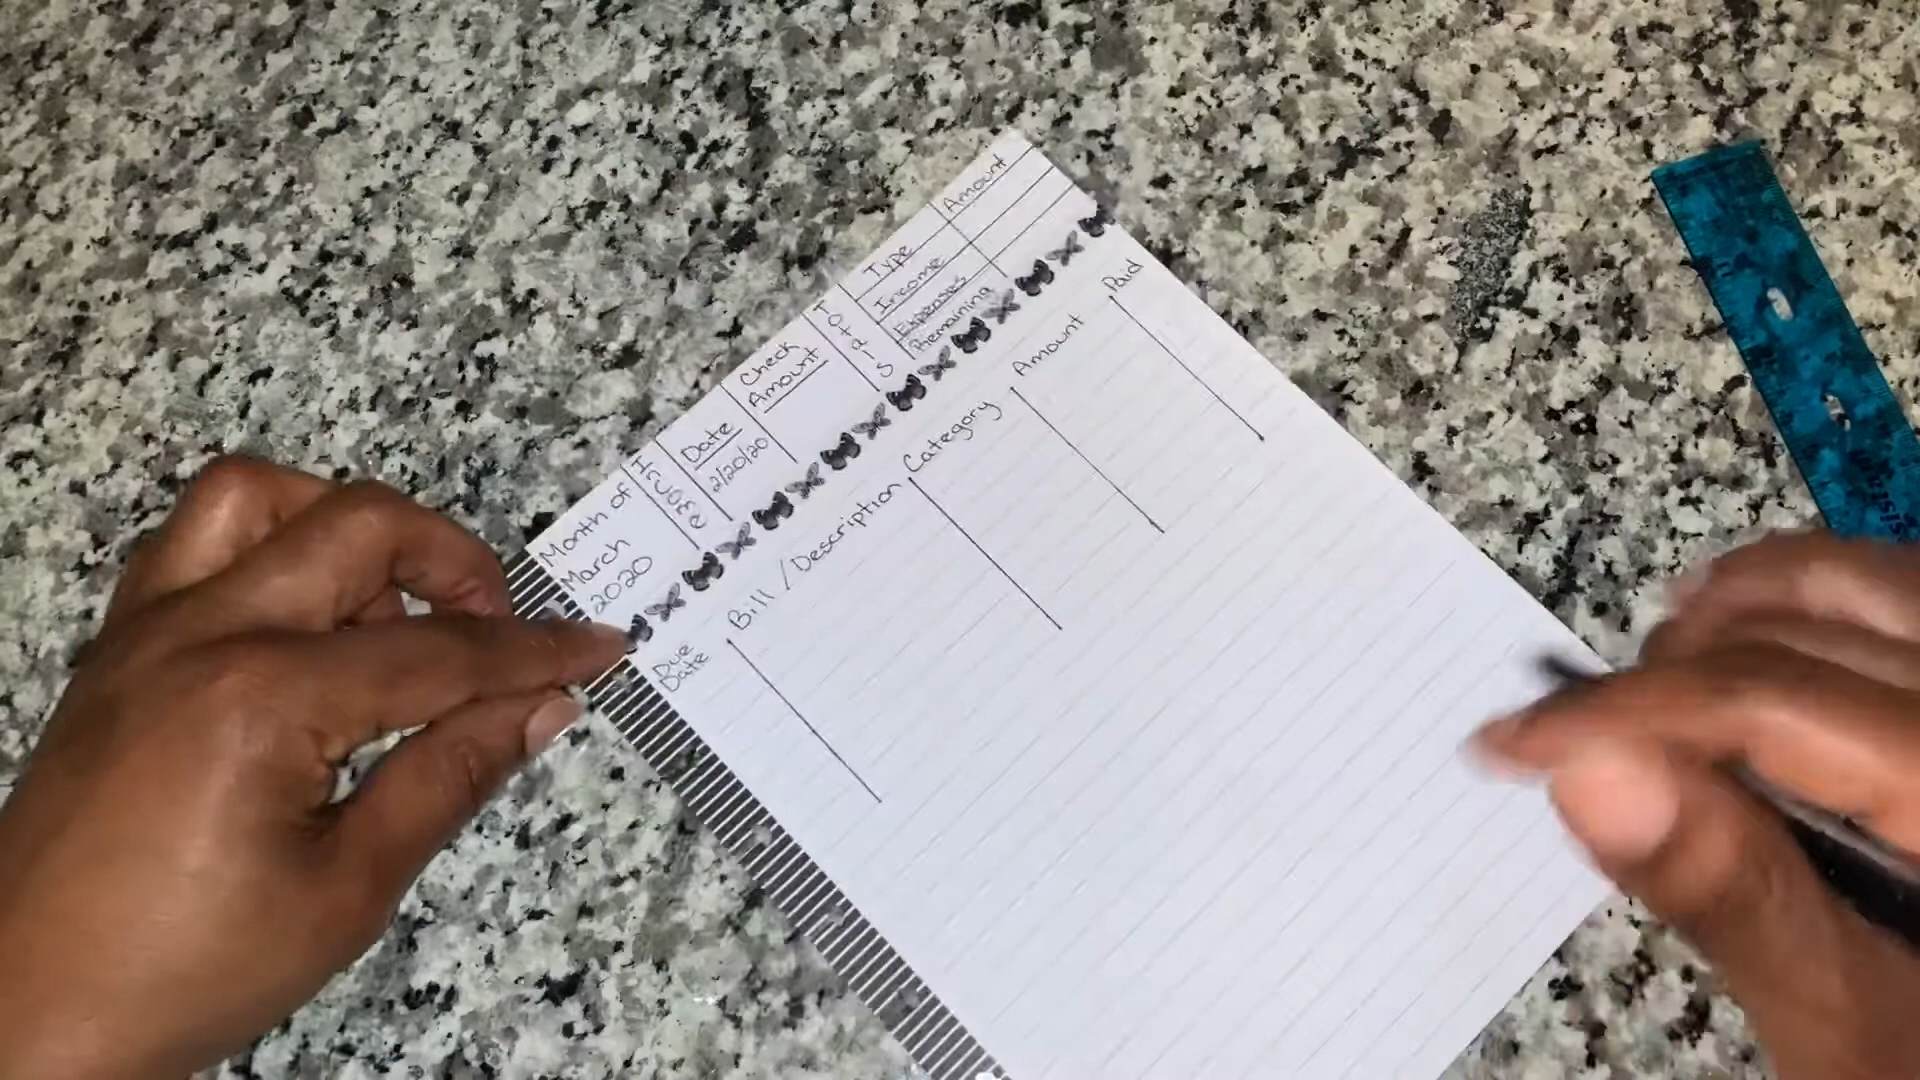 Month of
March
2020
Income
Date
2/20/20
Check
Amount
Totals
Type
Amount
Income
Expenses
Remaining
Due
Date
Bill / Description
Category
Amount
Paid